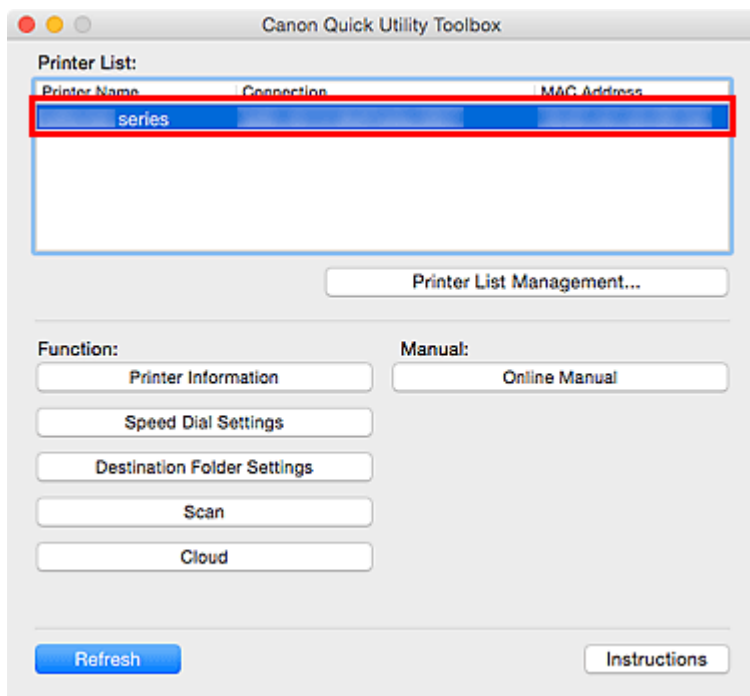 Canon Quick Utility Toolbox
Printer List:
Printer Name Connection MAC Address
series
Printer List Management...
Function: Manual:
Printer Information Online Manual
Speed Dial Settings
Destination Folder Settings
Scan
Cloud
Refresh Instructions